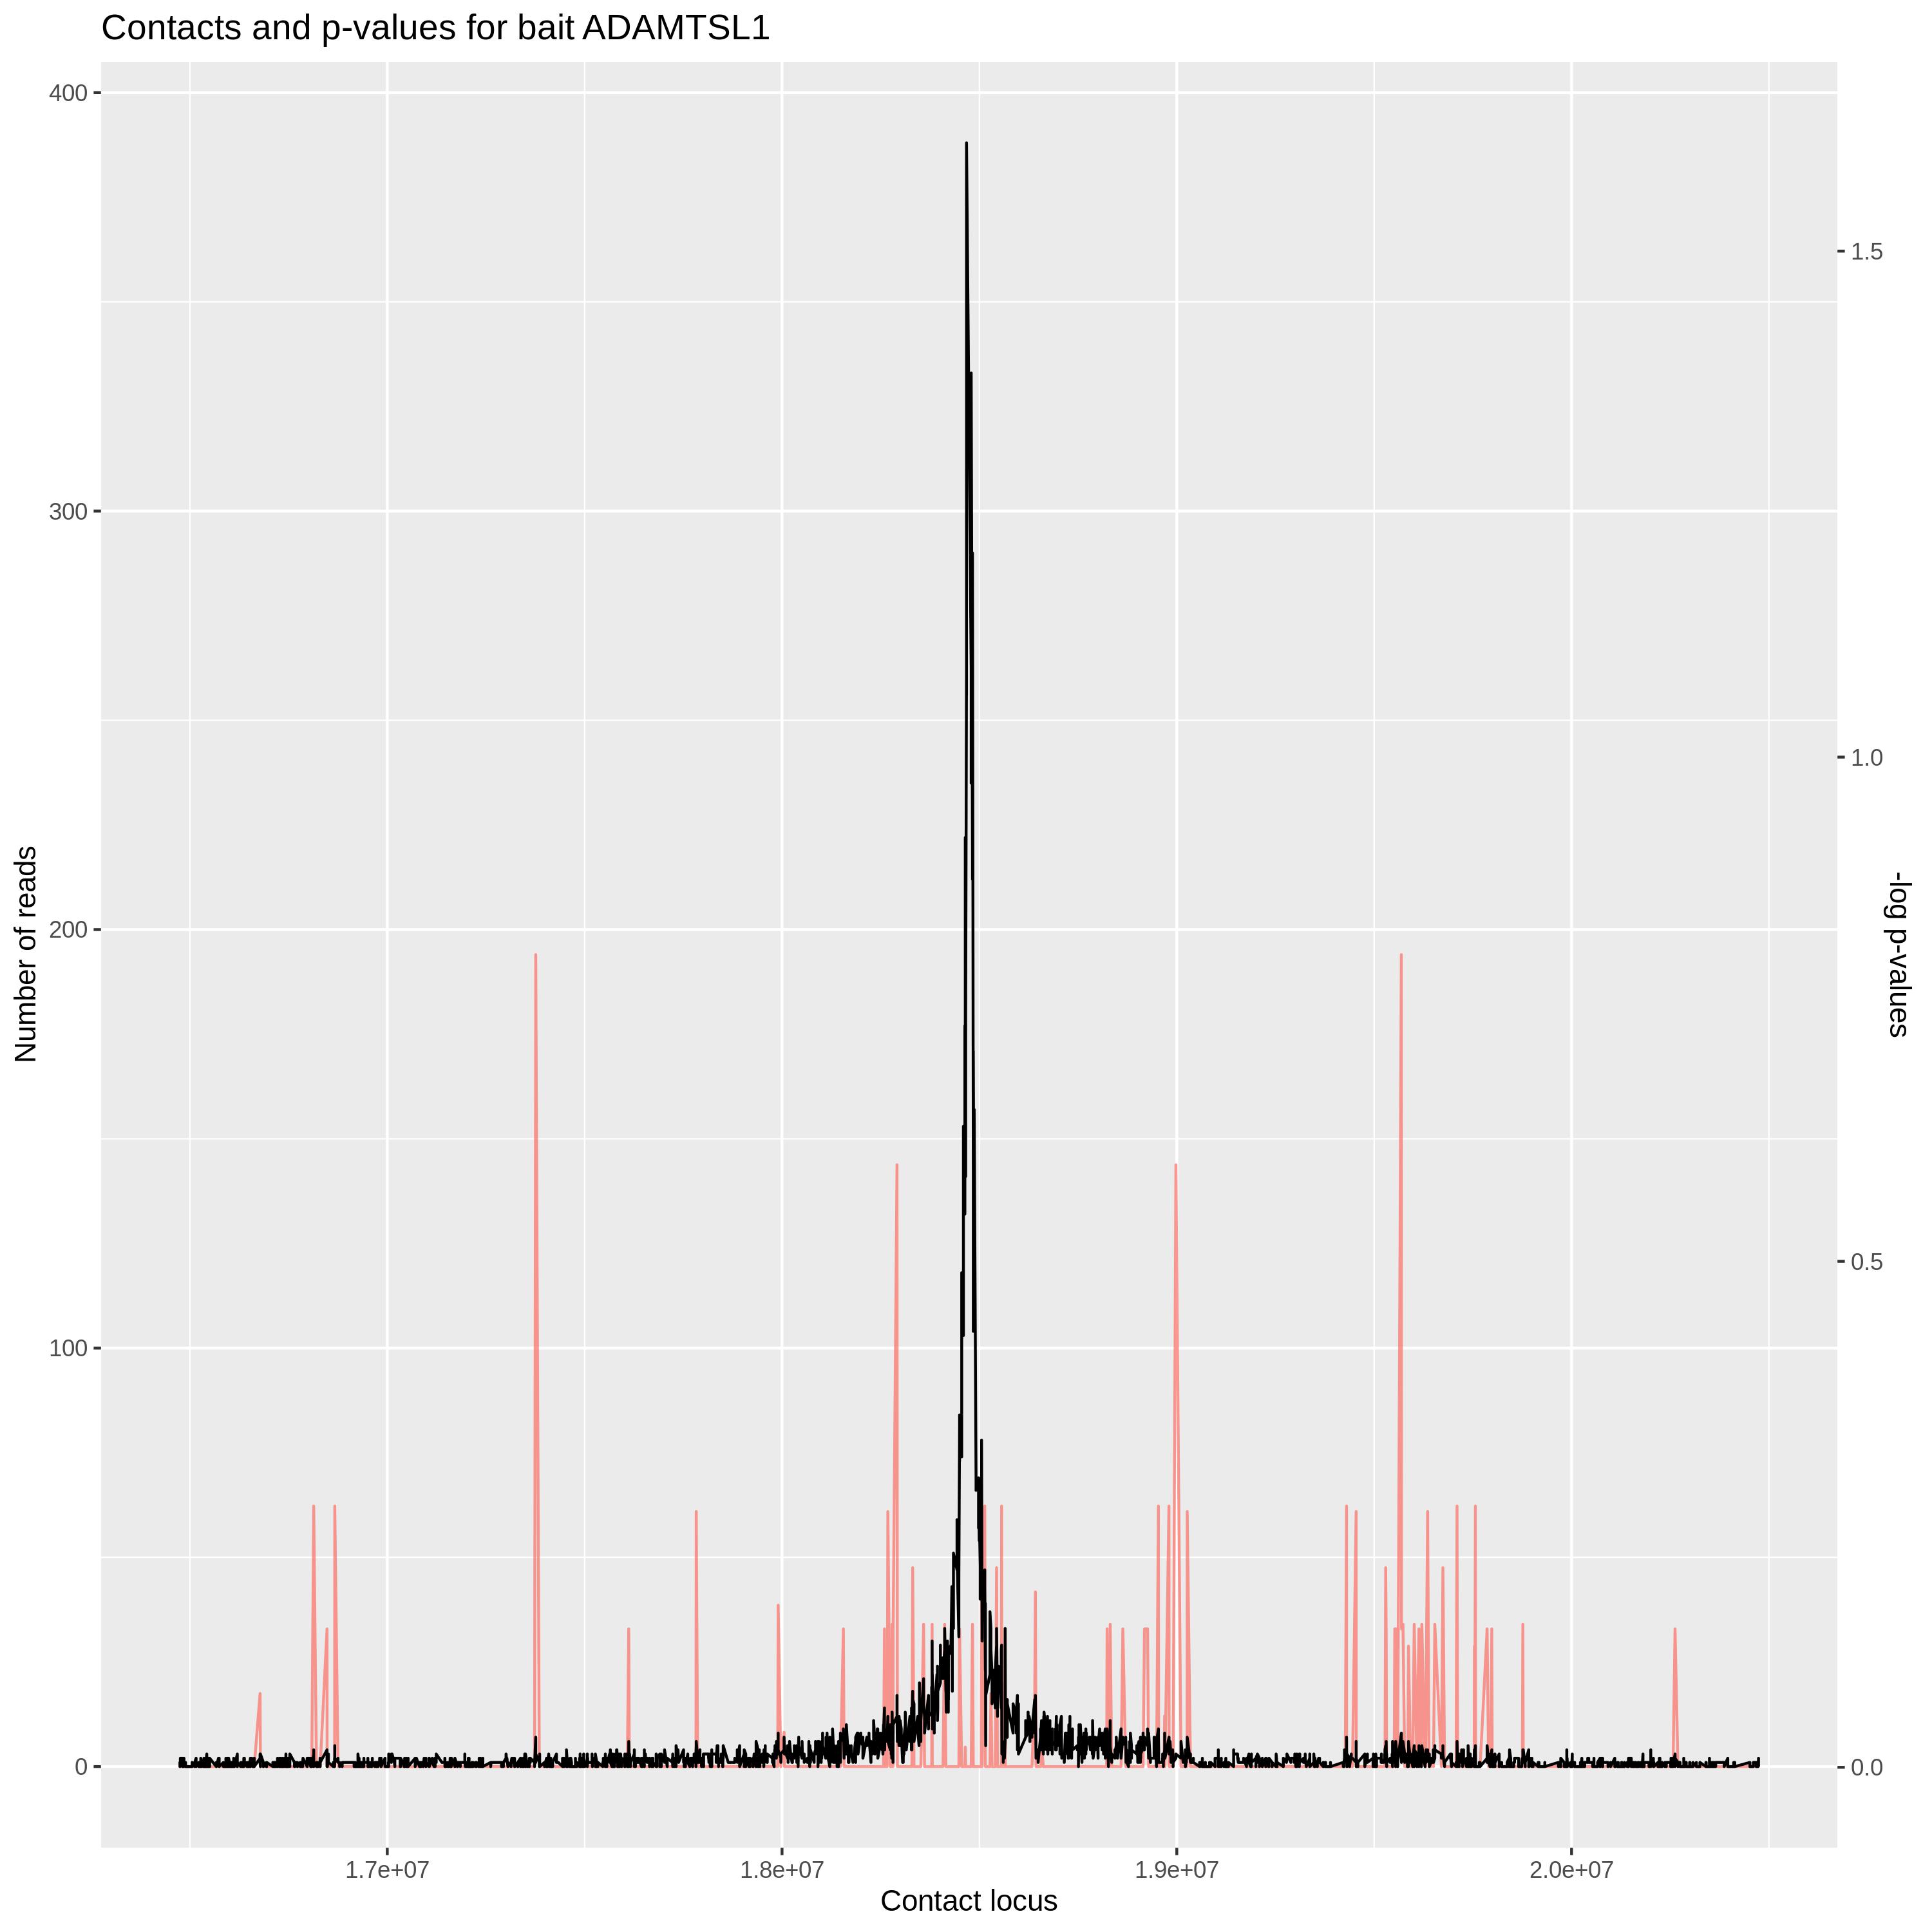 Contacts and p-values for bait ADAMTSL1
400
300
200
100
0
Number of reads
1.5
1.0
0.5
0.0
-log p-values
1.7e+07
1.8e+07
1.9e+07
2.0e+07
Contact locus